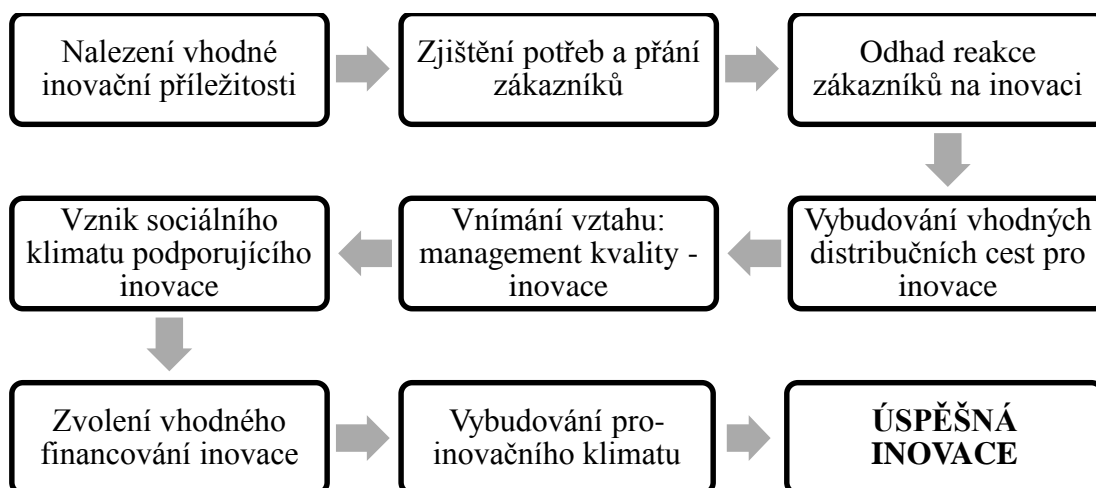 Nalezení vhodné
inovační příležitosti
Zjištění potřeb a přání
zákazníků
Odhad reakce
zákazníků na inovaci
Vybudování vhodných
distribučních cest pro
inovace
Vnímání vztahu:
management kvality -
inovace
Vznik sociálního
klimatu podporujícího
inovace
Zvolení vhodného
financování inovace
Vybudování pro-
inovačního klimatu
ÚSPĚŠNÁ
INOVACE